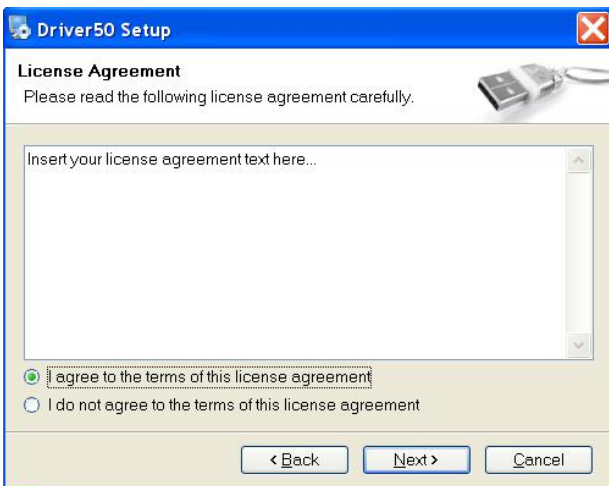 Driver50 Setup
License Agreement
Please read the following license agreement carefully.
Insert your license agreement text here...
I agree to the terms of this license agreement
I do not agree to the terms of this license agreement
< Back Next > Cancel